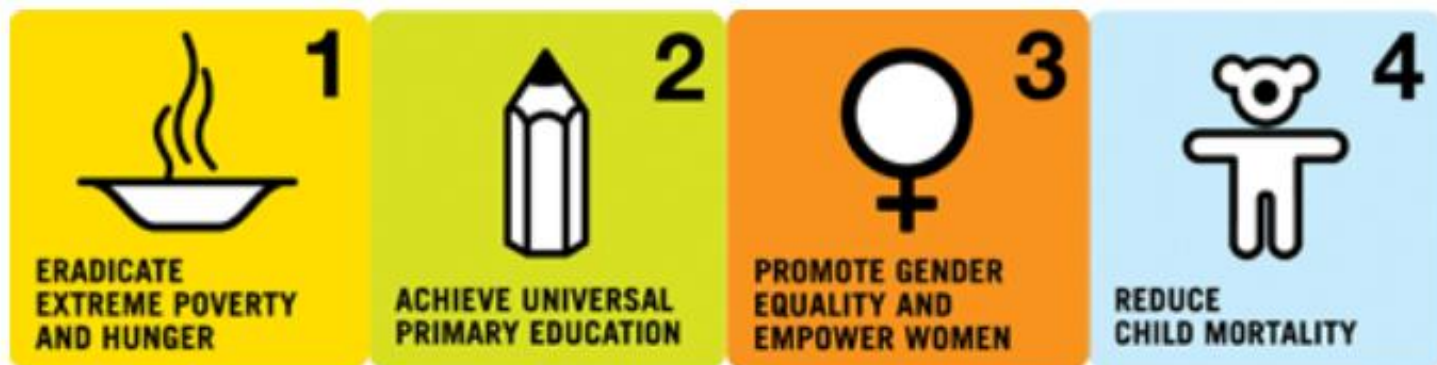 1
ERADICATE
EXTREME POVERTY
AND HUNGER
2
ACHIEVE UNIVERSAL
PRIMARY EDUCATION
3
PROMOTE GENDER
EQUALITY AND
EMPOWER WOMEN
4
REDUCE
CHILD MORTALITY